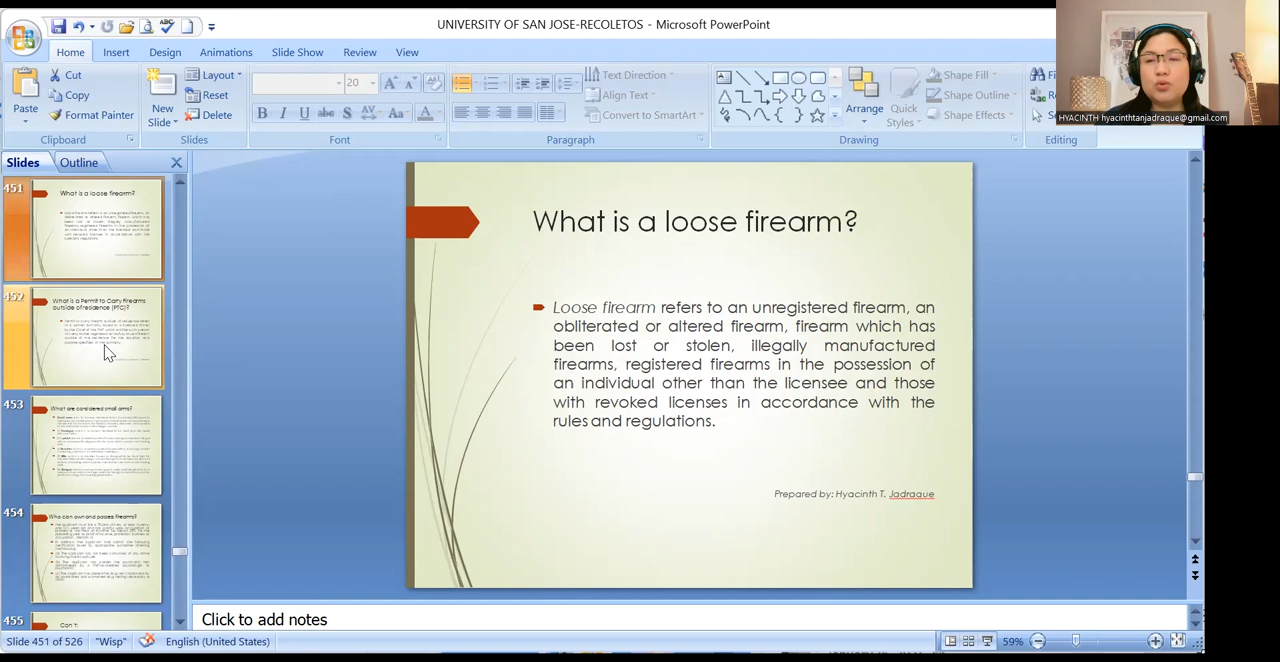 UNIVERSITY OF SAN JOSE-RECOLETOS - Microsoft PowerPoint
Home Insert Design Animations Slide Show Review View
Paste
Cut
Copy
Format Painter
Clipboard
New
Slide
Layout
Reset
Delete
Slides
20
B I U abe S AV Aa A
Font
Text Direction
Align Text
Convert to SmartArt
Paragraph
Arrange
Quick
Styles
Shape Fill
Shape Outline
Shape Effects
Drawing
Editing
HYACINTH hyacinthtanjadraque@gmail.com
Slides Outline
451
What is a loose firearm?
452
What is a Permit to Carry Firearms
outside of residence (PTC)?
453
What are considered small arms?
454
Who can own and possess firearms?
455
Con't:
What is a loose firearm?
Loose firearm refers to an unregistered firearm, an
obliterated or altered firearm, firearm which has
been lost or stolen, illegally manufactured
firearms, registered firearms in the possession of
an individual other than the licensee and those
with revoked licenses in accordance with the
rules and regulations.
Prepared by: Hyacinth T. Jadraque
Click to add notes
Slide 451 of 526 "Wisp" English (United States) 59%